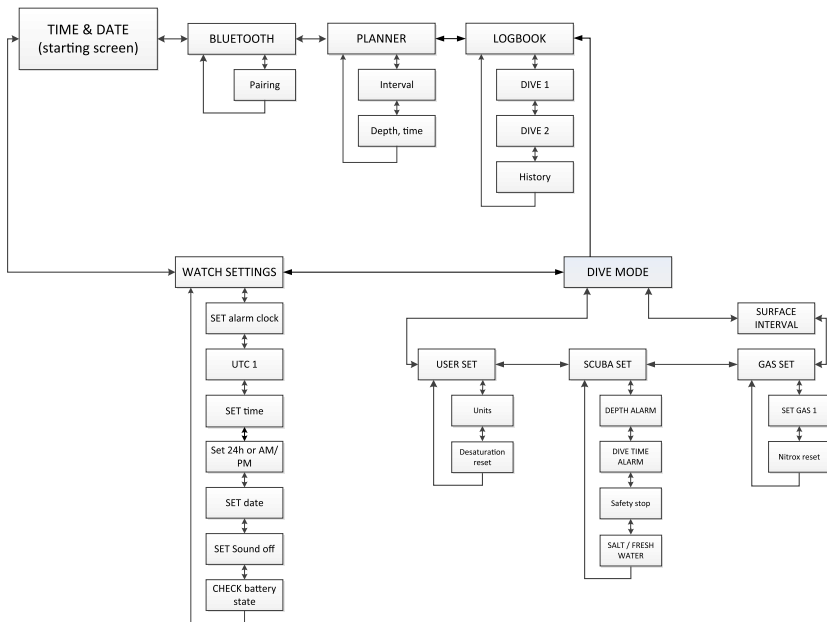 TIME & DATE
(starting screen)
BLUETOOTH
PLANNER
LOGBOOK
Pairing
Interval
DIVE 1
Depth, time
DIVE 2
History
WATCH SETTINGS
DIVE MODE
SET alarm clock
SURFACE
INTERVAL
UTC 1
USER SET
SCUBA SET
GAS SET
SET time
Units
DEPTH ALARM
SET GAS 1
Set 24h or AM/
PM
Desaturation
reset
DIVE TIME
ALARM
Nitrox reset
SET date
Safety stop
SET Sound off
SALT / FRESH
WATER
CHECK battery
state